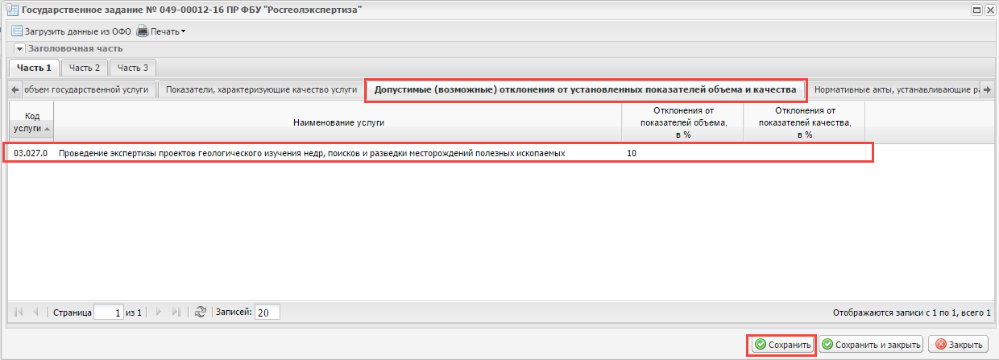 Государственное задание № 049-00012-16 ПР ФБУ "Росгеолэкспертиза"
Загрузить данные из ОФО Печать
Заголовочная часть
Часть 1 Часть 2 Часть 3
объем государственной услуги Показатели, характеризующие качество услуги Допустимые (возможные) отклонения от установленных показателей объема и качества Нормативные акты, устанавливающие
Код услуги
Наименование услуги
Отклонения от показателей объема, в %
Отклонения от показателей качества, в %
03.027.0 Проведение экспертизы проектов геологического изучения недр, поисков и разведки месторождений полезных ископаемых 10
Страница 1 из 1 Записей: 20 Отображаются записи с 1 по 1, всего 1
Сохранить Сохранить и закрыть Закрыть